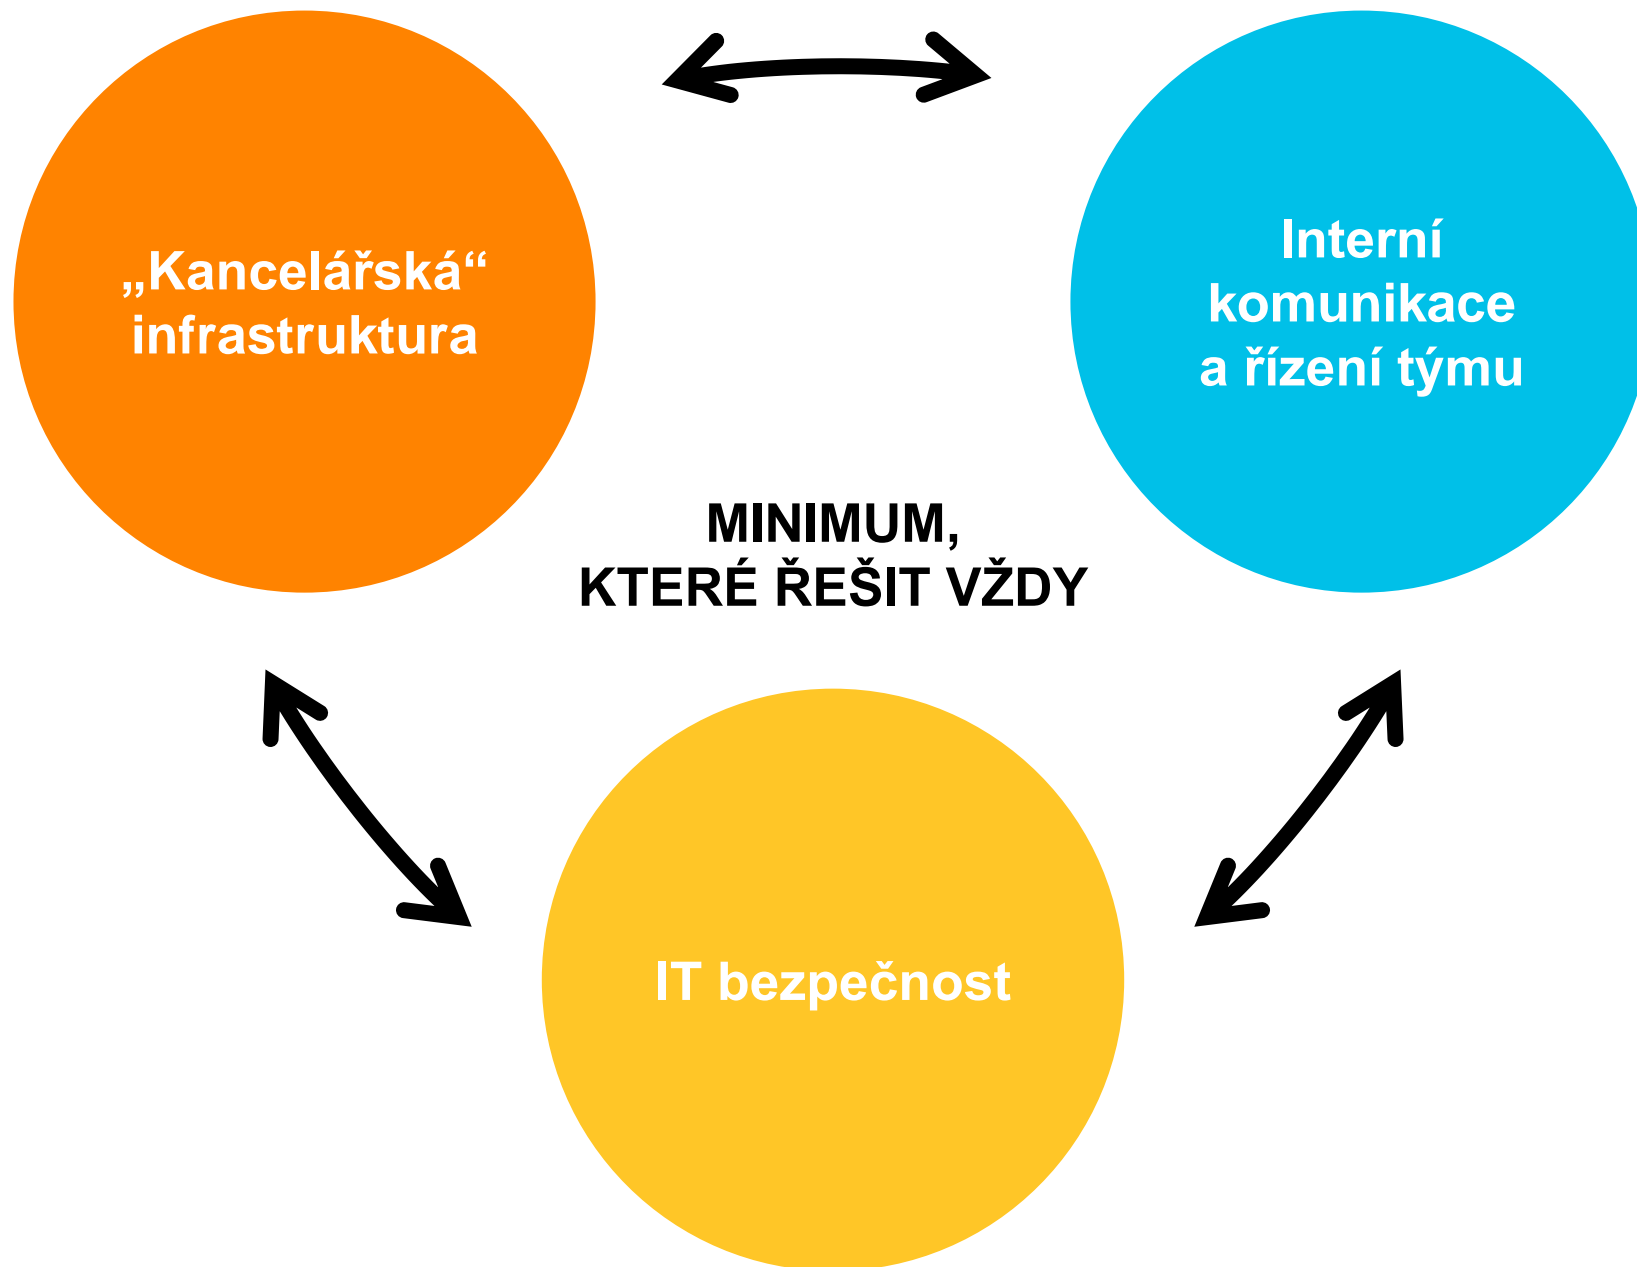 „Kancelářská“
infrastruktura
Interní
komunikace
a řízení týmu
MINIMUM,
KTERÉ ŘEŠIT VŽDY
IT bezpečnost